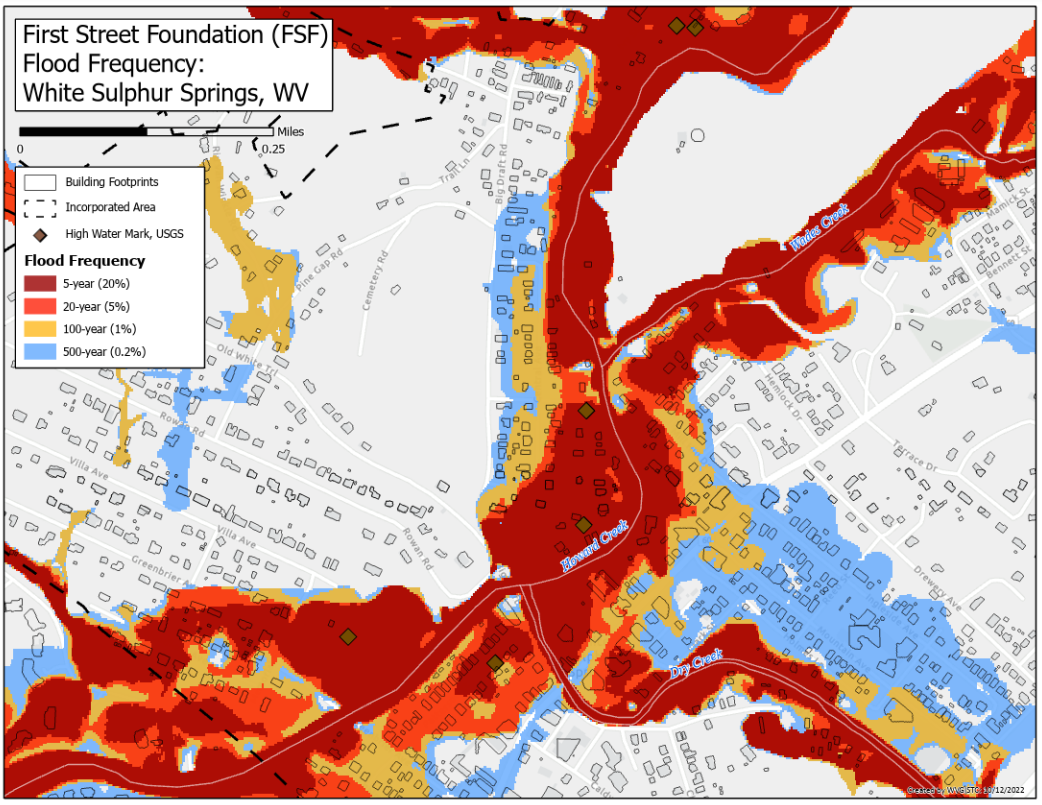 First Street Foundation (FSF)
Flood Frequency:
White Sulphur Springs, WV
Miles
0
0.25
Building Footprints
Incorporated Area
High Water Mark, USGS
Flood Frequency
5-year (20%)
20-year (5%)
100-year (1%)
500-year (0.2%)
Trail Ln
Big Draft Rd
Wades Creek
Mamick St
Bennett St
Pine Gap Rd
Cemetery Rd
Old White Trl
Hemlock Dr
Rowan Rd
Terrace Dr
Villa Ave
Villa Ave
Rowan Rd
Howard Creek
Greenbrier A
Drewery Ave
Dry Creek
Created by WVGISTC 10/12/2022